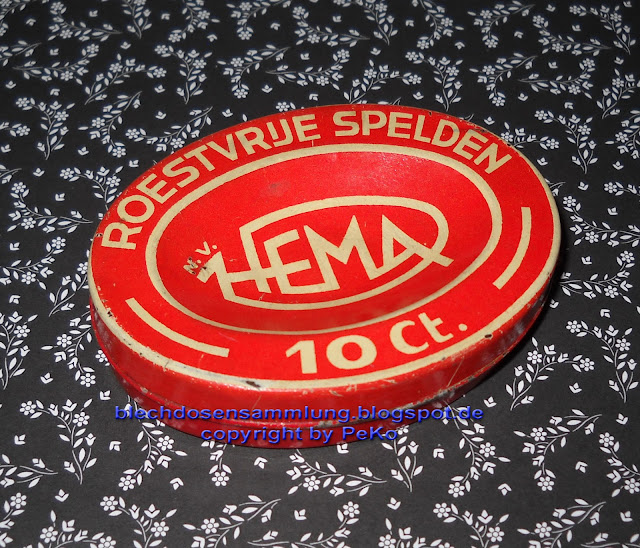 ROESTVRIJE SPELDEN
N.V.
HEMA
10 Ct.
blechdosensammlung.blogspot.de
copyright by PeKo